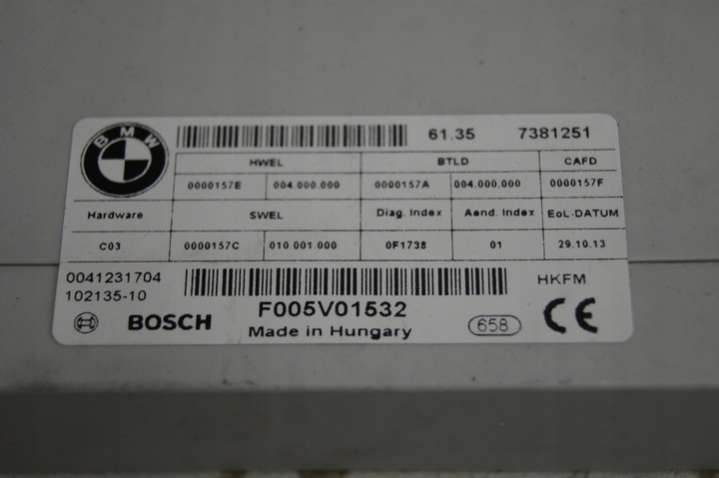 BMW
61.35 7381251
HWEL BTLD CAFD
0000157E 004.000.000 0000157A 004.000.000 0000157F
Hardware SWEL Diag. Index Aend. Index EoL-DATUM
C03 0000157C 010.001.000 0F1738 01 29.10.13
0041231704
102135-10
HKFM
BOSCH
F005V01532
Made in Hungary
658
CE